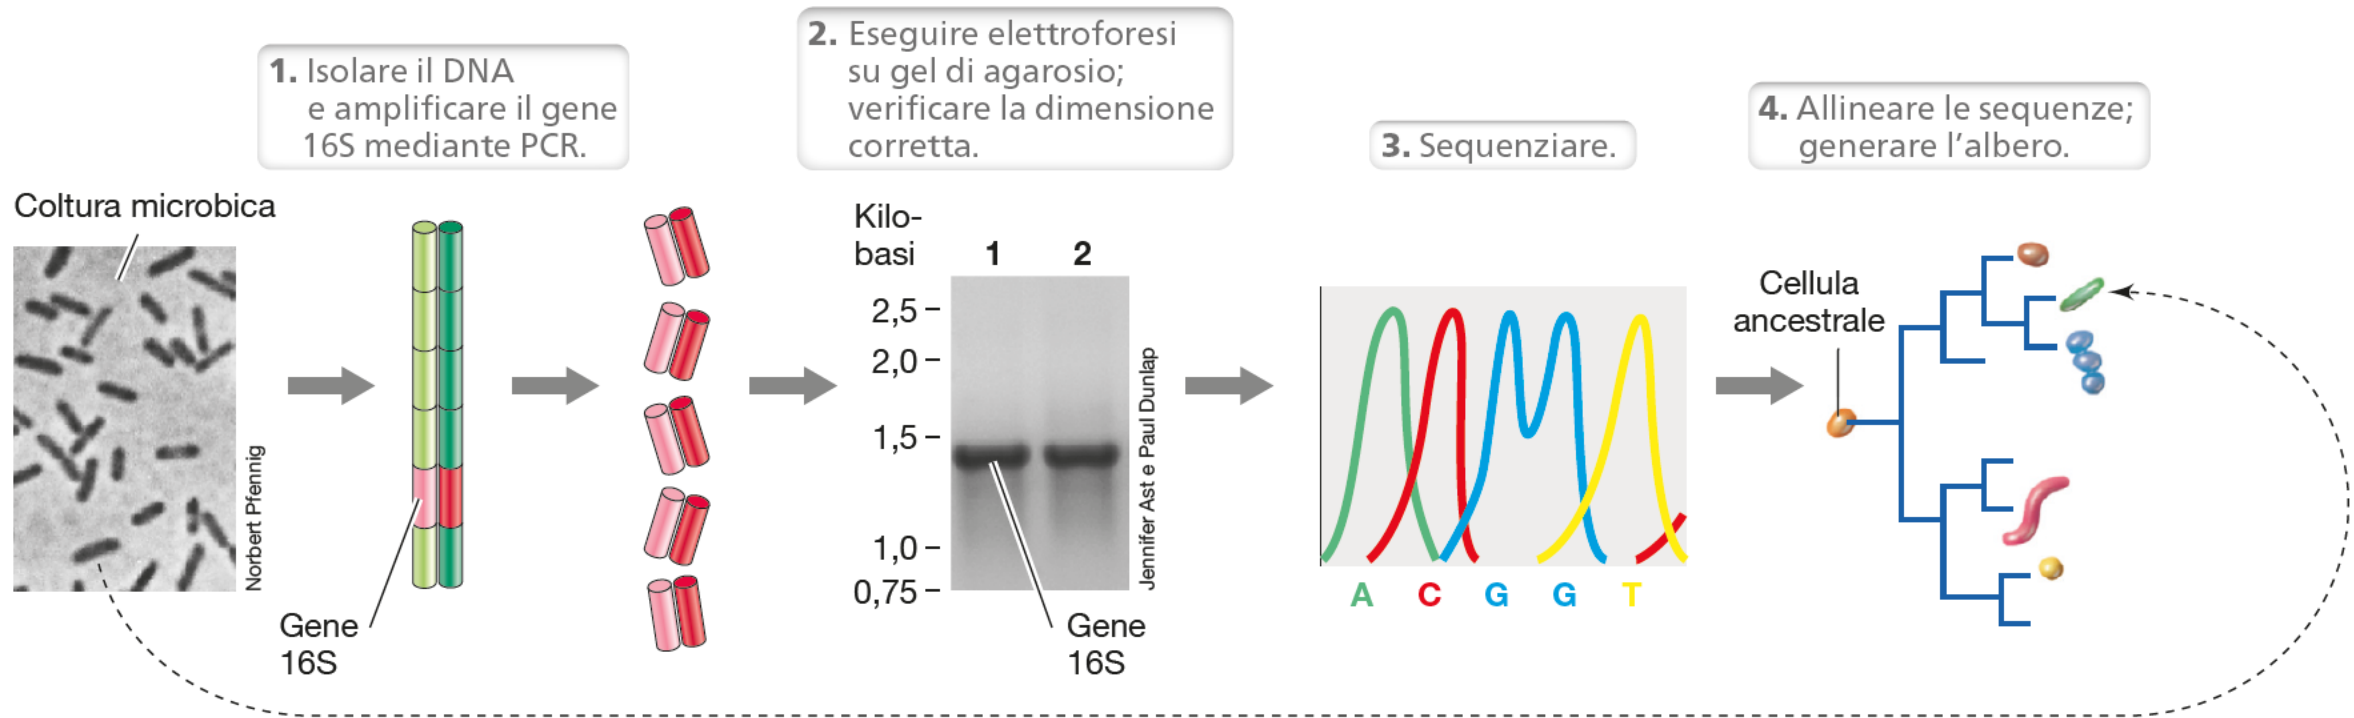 1. Isolare il DNA
e amplificare il gene
16S mediante PCR.
2. Eseguire elettroforesi
su gel di agarosio;
verificare la dimensione
corretta.
3. Sequenziare.
4. Allineare le sequenze;
generare l'albero.
Coltura microbica
Norbert Pfennig
Gene
16S
Kilo-
basi
1 2
2,5
2,0
1,5
1,0
0,75
Jennifer Ast e Paul Dunlap
Gene
16S
A C G G T
Cellula
ancestrale